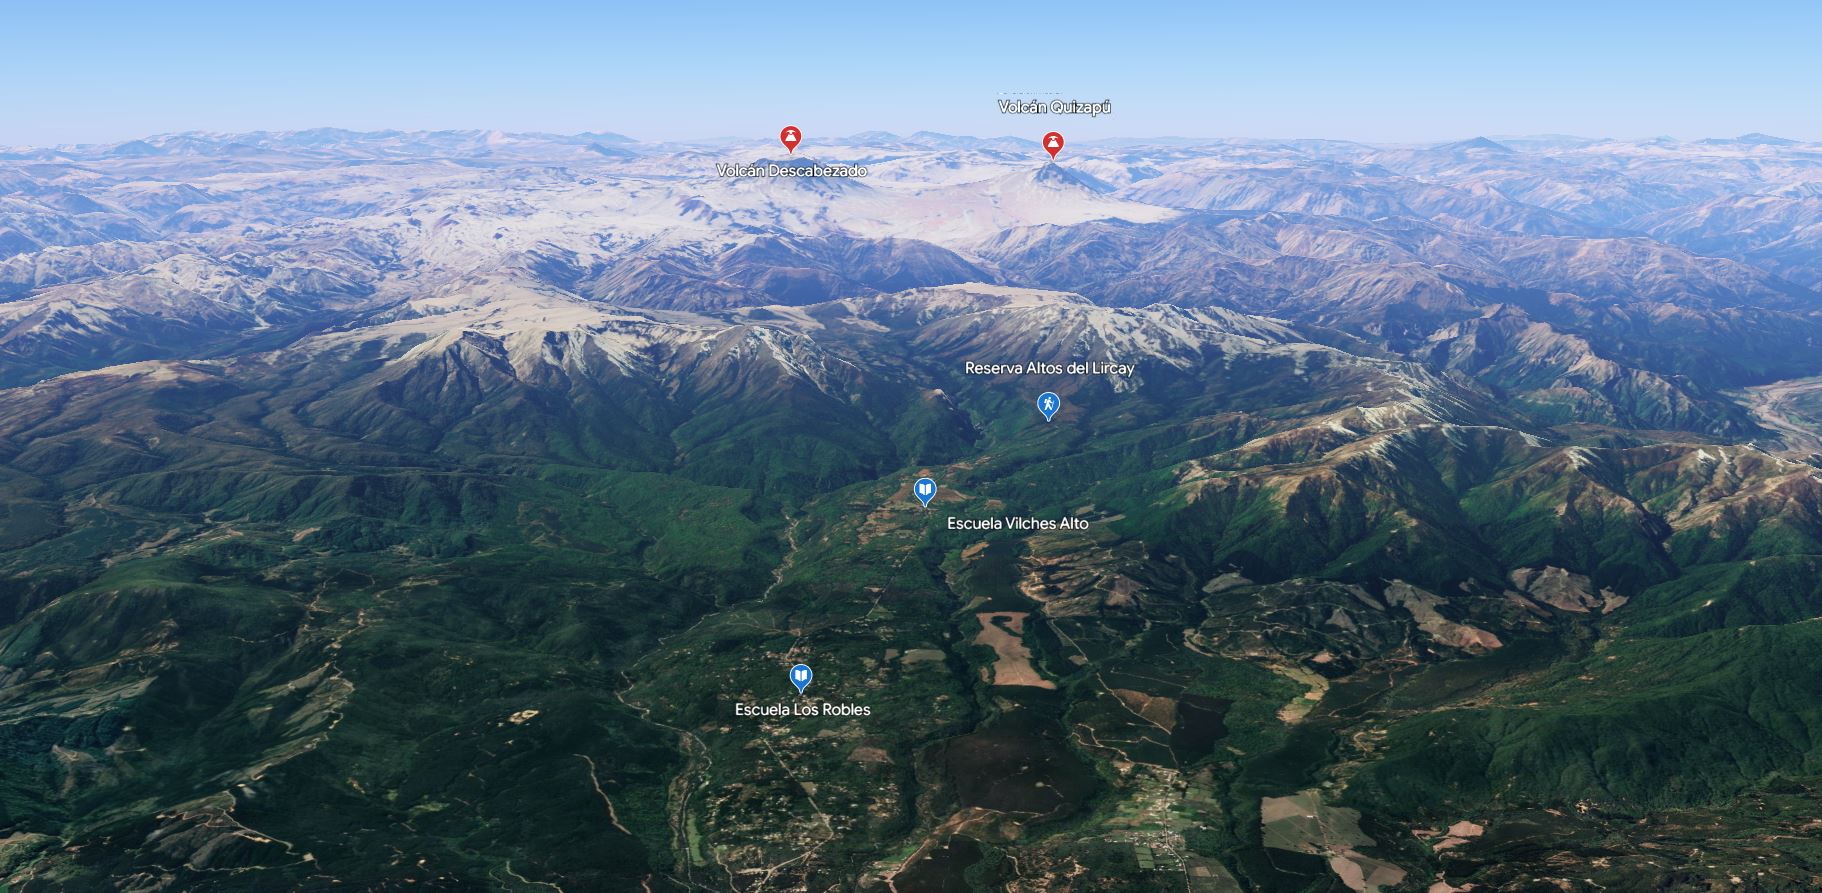 Volcán Quizapú
Volcán Descabezado
Reserva Altos del Lircay
Escuela Vilches Alto
Escuela Los Robles